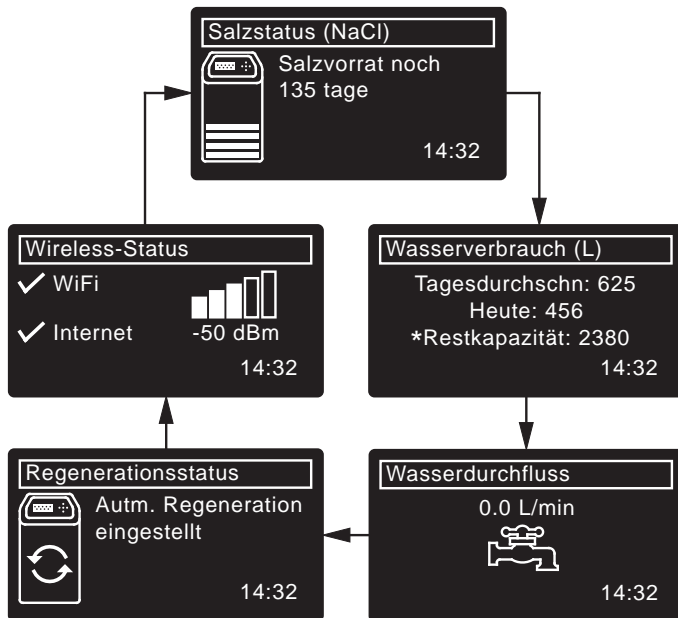 Salzstatus (NaCl)
Salzvorrat noch
135 tage
14:32
Wasserverbrauch (L)
Tagesdurchschn: 625
Heute: 456
*Restkapazität: 2380
14:32
Wasserdurchfluss
0.0 L/min
14:32
Regenerationsstatus
Autm. Regeneration
eingestellt
14:32
Wireless-Status
WiFi
Internet -50 dBm
14:32